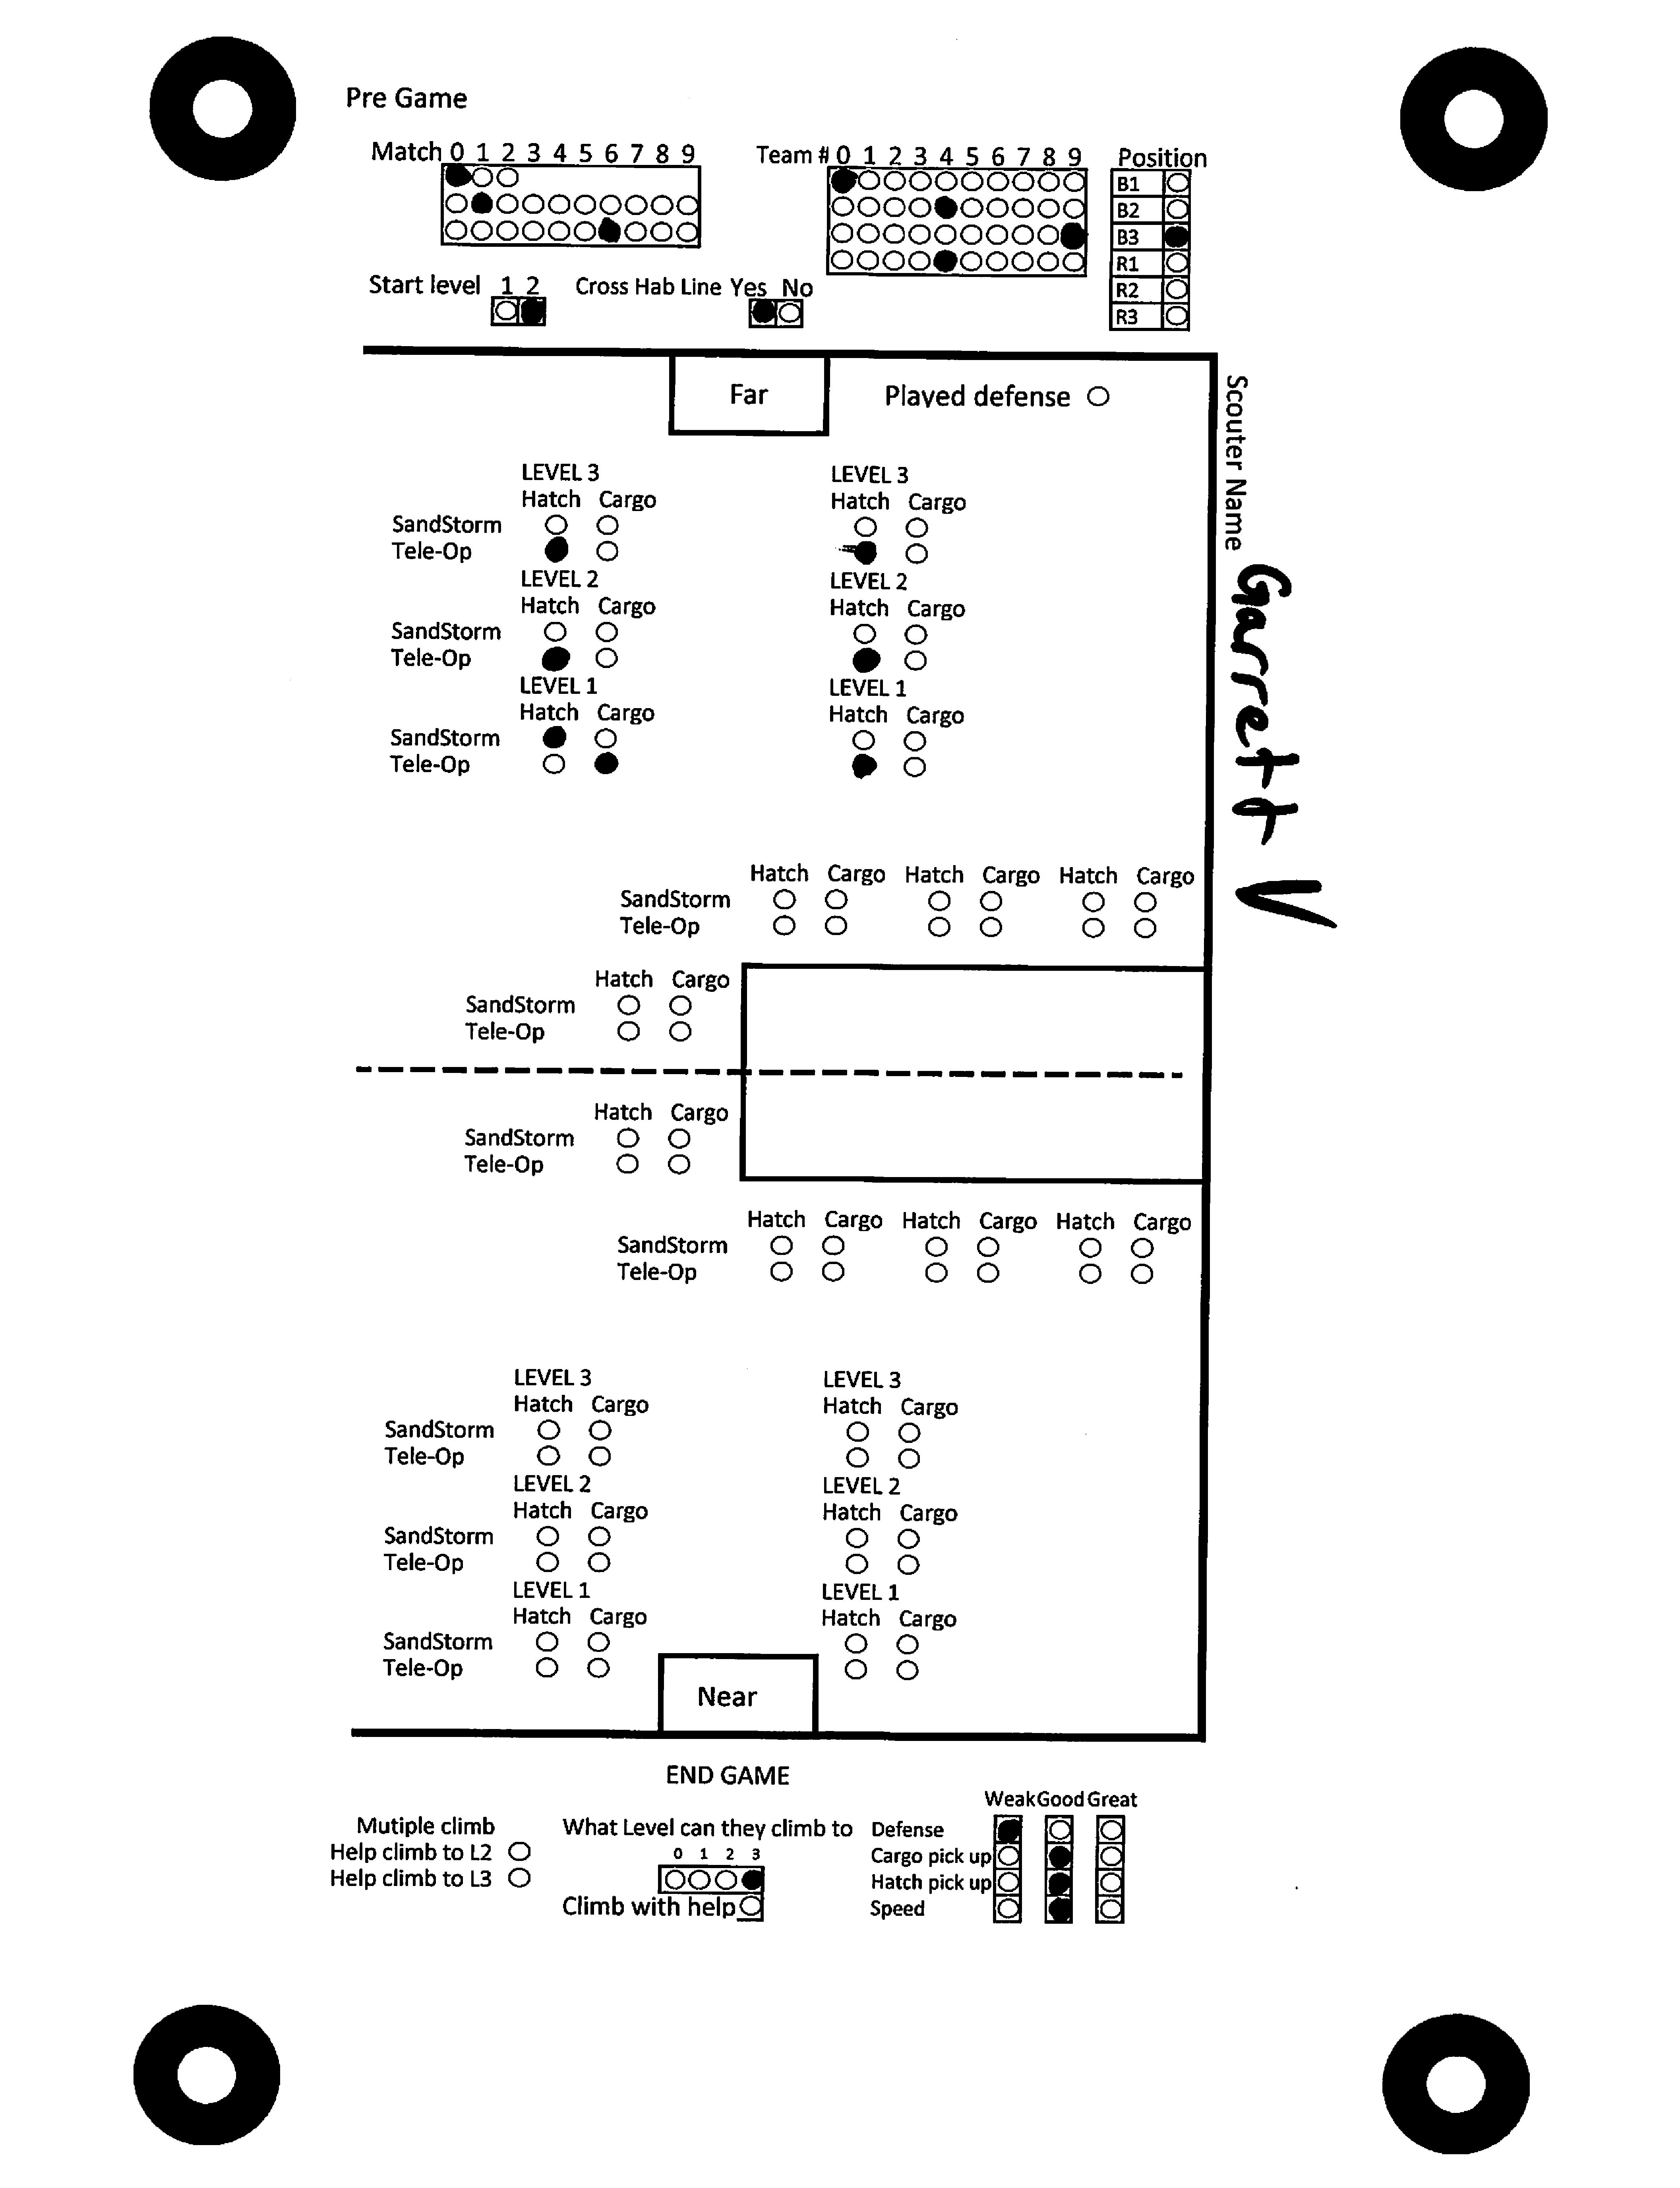 Pre Game
Match 0 1 2 3 4 5 6 7 8 9
Team # 0 1 2 3 4 5 6 7 8 9
Position
B1
B2
B3
R1
R2
R3
Start level 1 2
Cross Hab Line Yes No
Far
Played defense
Scouter Name
Garrett V
LEVEL 3 LEVEL 3
Hatch Cargo Hatch Cargo
SandStorm
Tele-Op
LEVEL 2 LEVEL 2
Hatch Cargo Hatch Cargo
SandStorm
Tele-Op
LEVEL 1 LEVEL 1
Hatch Cargo Hatch Cargo
SandStorm
Tele-Op
Hatch Cargo Hatch Cargo Hatch Cargo
SandStorm
Tele-Op
Hatch Cargo
SandStorm
Tele-Op
Hatch Cargo
SandStorm
Tele-Op
Hatch Cargo Hatch Cargo Hatch Cargo
SandStorm
Tele-Op
LEVEL 3 LEVEL 3
Hatch Cargo Hatch Cargo
SandStorm
Tele-Op
LEVEL 2 LEVEL 2
Hatch Cargo Hatch Cargo
SandStorm
Tele-Op
LEVEL 1 LEVEL 1
Hatch Cargo Hatch Cargo
SandStorm
Tele-Op
Near
END GAME
Mutiple climb
Help climb to L2
Help climb to L3
What Level can they climb to
0 1 2 3
Climb with help
Weak Good Great
Defense
Cargo pick up
Hatch pick up
Speed